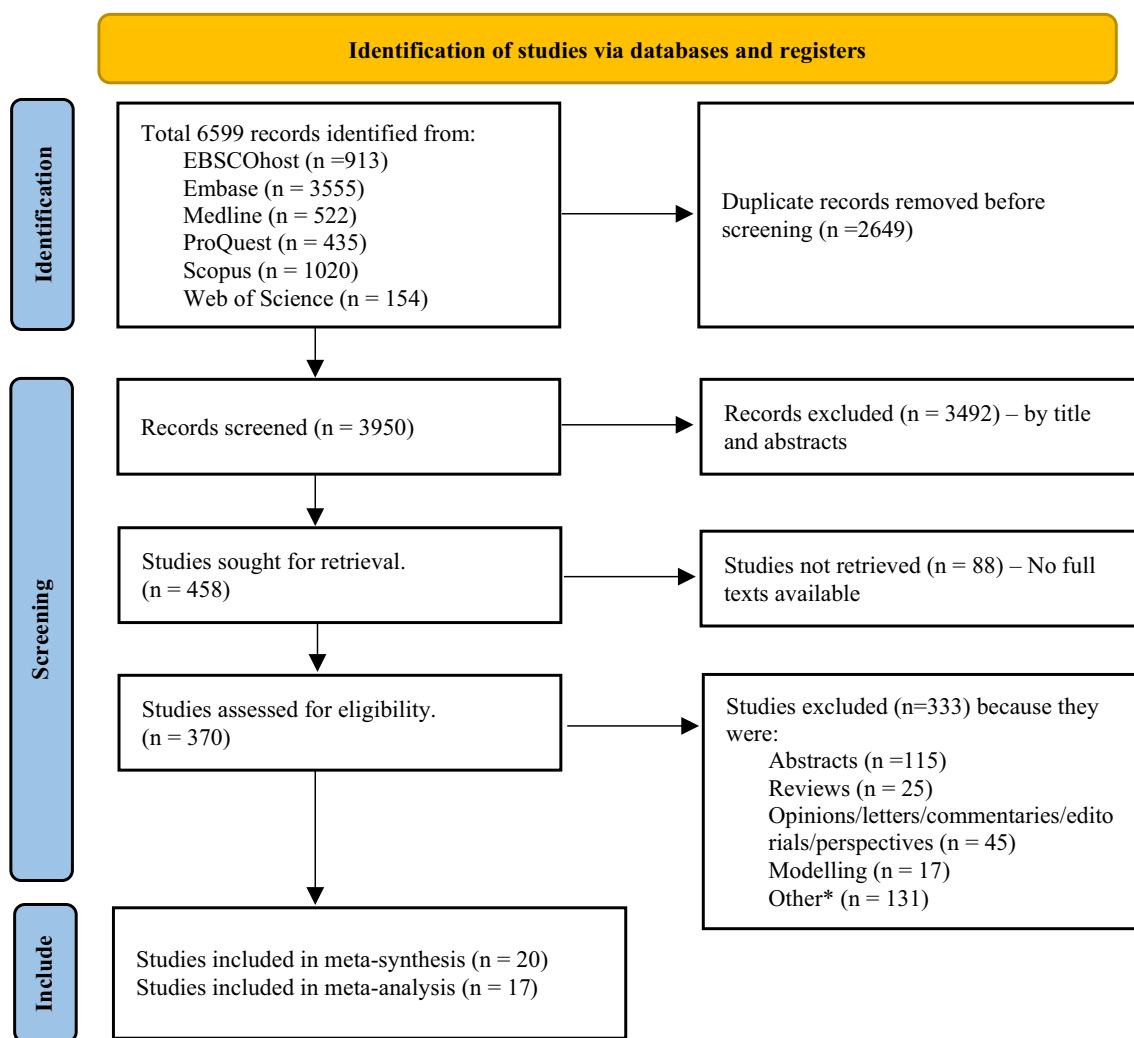 Identification of studies via databases and registers
Identification
Total 6599 records identified from:
EBSCOhost (n =913)
Embase (n = 3555)
Medline (n = 522)
ProQuest (n = 435)
Scopus (n = 1020)
Web of Science (n = 154)
Duplicate records removed before
screening (n =2649)
Screening
Records screened (n = 3950)
Records excluded (n = 3492) – by title
and abstracts
Studies sought for retrieval.
(n = 458)
Studies not retrieved (n = 88) – No full
texts available
Studies assessed for eligibility.
(n = 370)
Studies excluded (n=333) because they
were:
Abstracts (n =115)
Reviews (n = 25)
Opinions/letters/commentaries/edito
rials/perspectives (n = 45)
Modelling (n = 17)
Other* (n = 131)
Include
Studies included in meta-synthesis (n = 20)
Studies included in meta-analysis (n = 17)